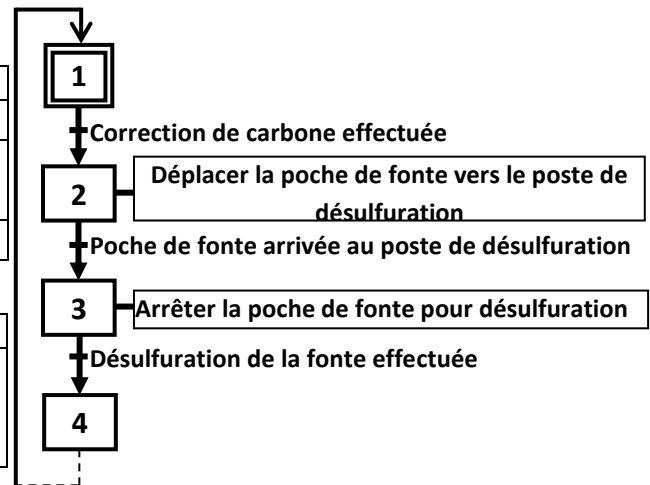 1
Correction de carbone effectuée
2
Déplacer la poche de fonte vers le poste de
désulfuration
Poche de fonte arrivée au poste de désulfuration
3
Arrêter la poche de fonte pour désulfuration
Désulfuration de la fonte effectuée
4